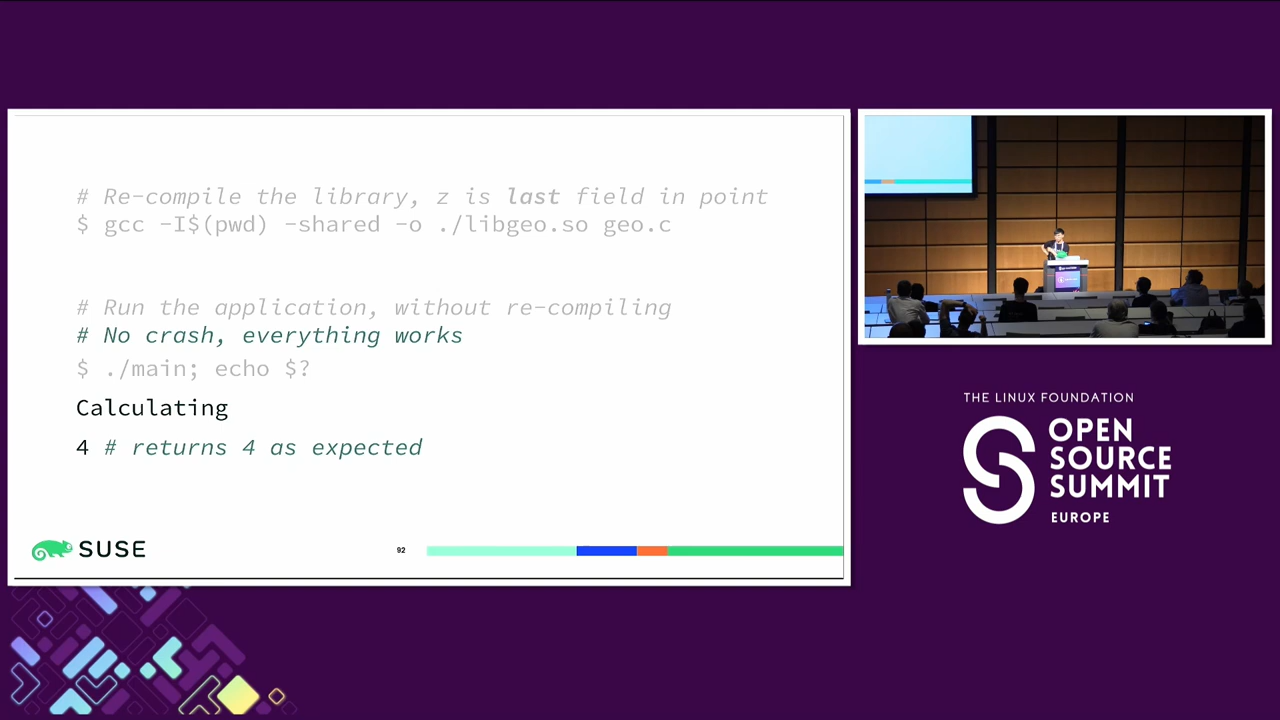 # Re-compile the library, z is last field in point
$ gcc -I$(pwd) -shared -o ./libgeo.so geo.c
# Run the application, without re-compiling
# No crash, everything works
$ ./main; echo $?
Calculating
4 # returns 4 as expected
SUSE
92
THE LINUX FOUNDATION
OPEN
SOURCE
SUMMIT
EUROPE